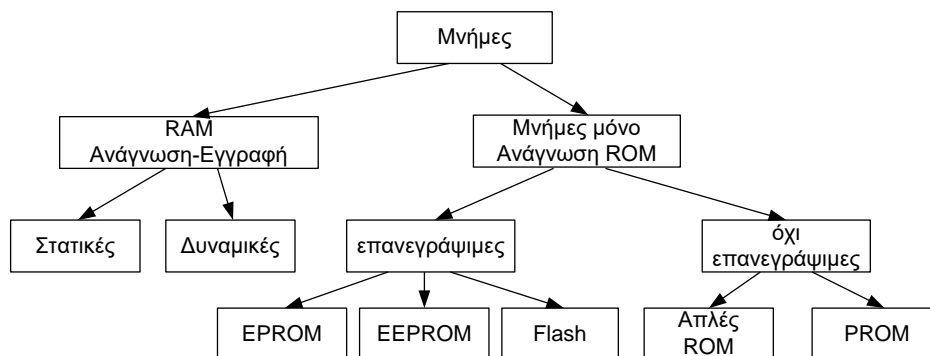 Μνήμες
RAM
Ανάγνωση-Εγγραφή
Μνήμες μόνο
Ανάγνωση ROM
Στατικές
Δυναμικές
επανεγράψιμες
όχι
επανεγράψιμες
EPROM
EEPROM
Flash
Απλές
ROM
PROM